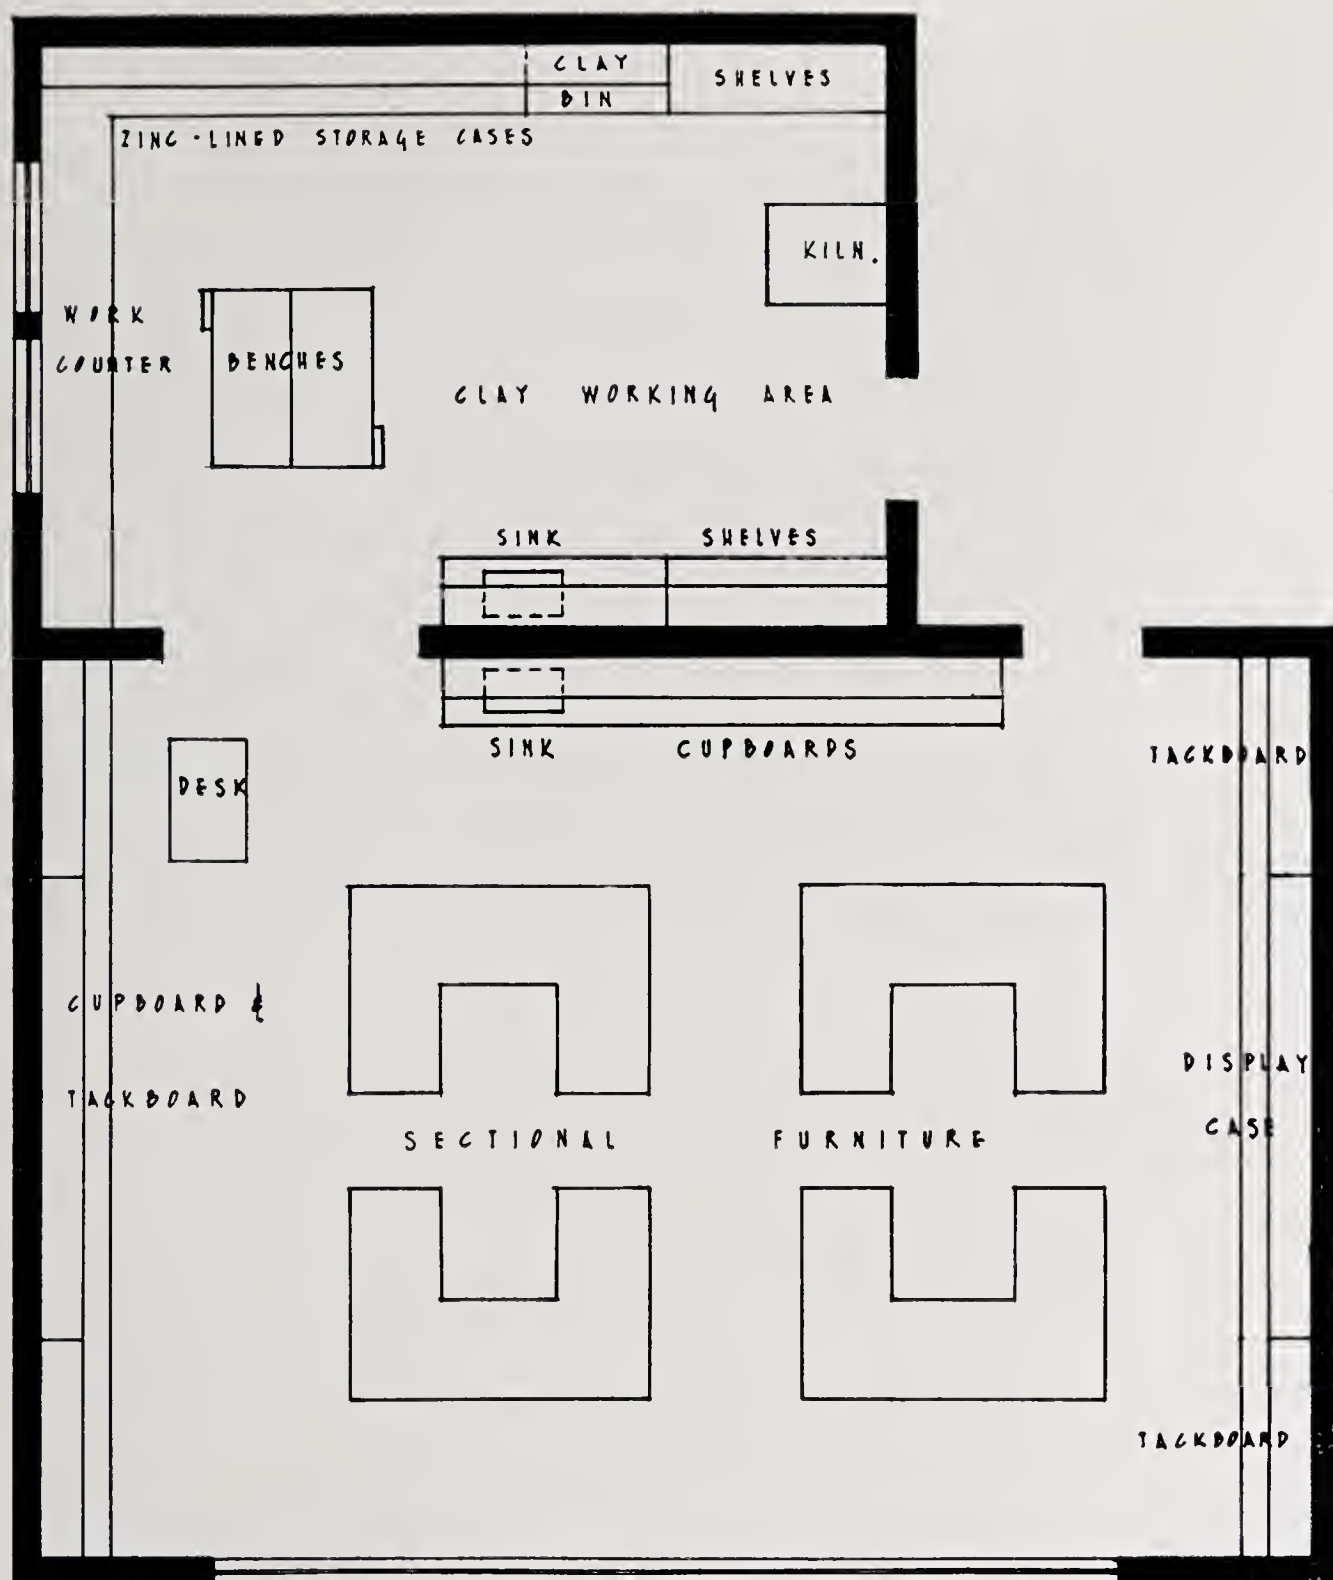 CLAY
BIN
SHELVES
ZINC-LINED STORAGE CASES
KILN.
WORK
COUNTER
BENCHES
CLAY WORKING AREA
SINK
SHELVES
SINK
CUPBOARDS
TACKBOARD
DESK
CUPBOARD &
TACKBOARD
DISPLAY
CASE
SECTIONAL FURNITURE
TACKBOARD